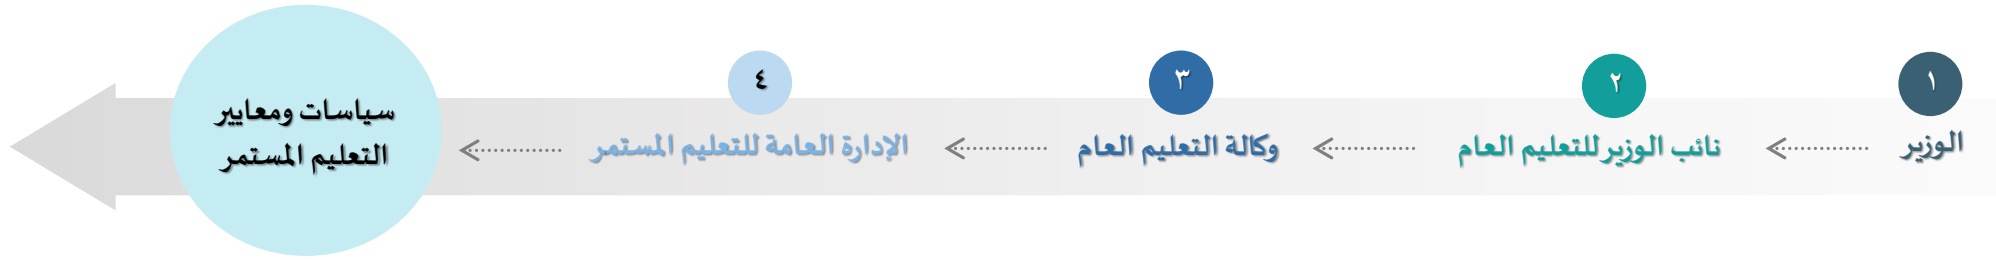 ١
الوزير
٢
نائب الوزير للتعليم العام
٣
وكالة التعليم العام
٤
الإدارة العامة للتعليم المستمر
سياسات ومعايير
التعليم المستمر